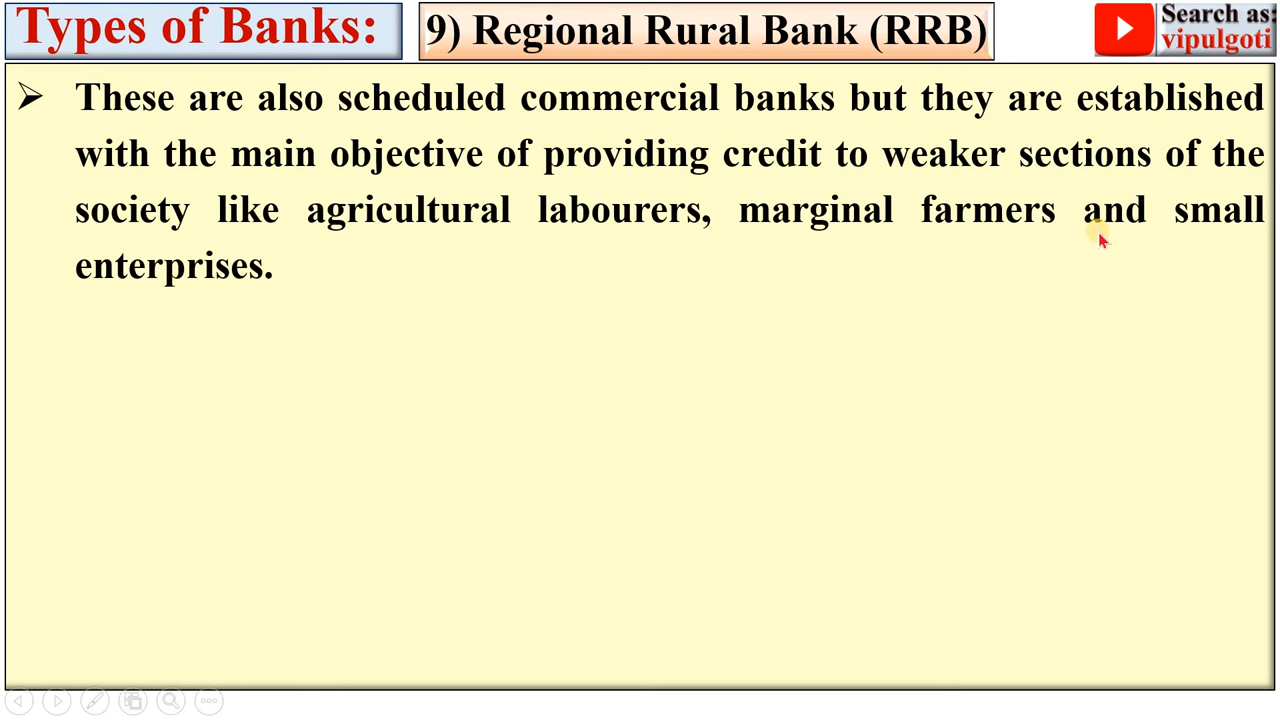 Types of Banks:
9) Regional Rural Bank (RRB)
Search as:
vipulgoti
These are also scheduled commercial banks but they are established
with the main objective of providing credit to weaker sections of the
society like agricultural labourers, marginal farmers and small
enterprises.